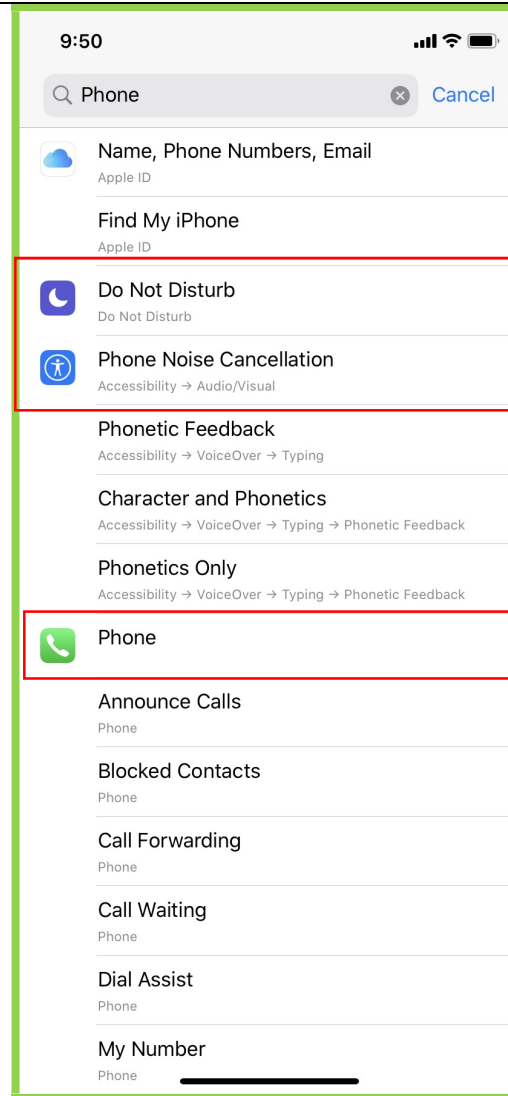 9:50
Phone
Cancel
Name, Phone Numbers, Email
Apple ID
Find My iPhone
Apple ID
Do Not Disturb
Do Not Disturb
Phone Noise Cancellation
Accessibility → Audio/Visual
Phonetic Feedback
Accessibility → VoiceOver → Typing
Character and Phonetics
Accessibility → VoiceOver → Typing → Phonetic Feedback
Phonetics Only
Accessibility → VoiceOver → Typing → Phonetic Feedback
Phone
Announce Calls
Phone
Blocked Contacts
Phone
Call Forwarding
Phone
Call Waiting
Phone
Dial Assist
Phone
My Number
Phone